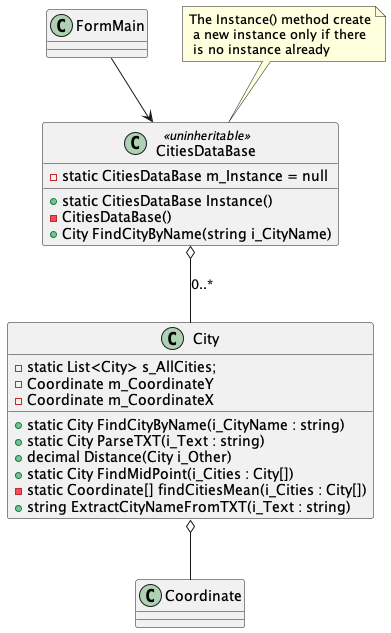 FormMain
The Instance() method create
a new instance only if there
is no instance already
«uninheritable»
CitiesDataBase
static CitiesDataBase m_Instance = null
static CitiesDataBase Instance()
CitiesDataBase()
City FindCityByName(string i_CityName)
0..*
City
static List<City> s_AllCities;
Coordinate m_CoordinateY
Coordinate m_CoordinateX
static City FindCityByName(i_CityName : string)
static City ParseTXT(i_Text : string)
decimal Distance(City i_Other)
static City FindMidPoint(i_Cities : City[])
static Coordinate[] findCitiesMean(i_Cities : City[])
string ExtractCityNameFromTXT(i_Text : string)
Coordinate